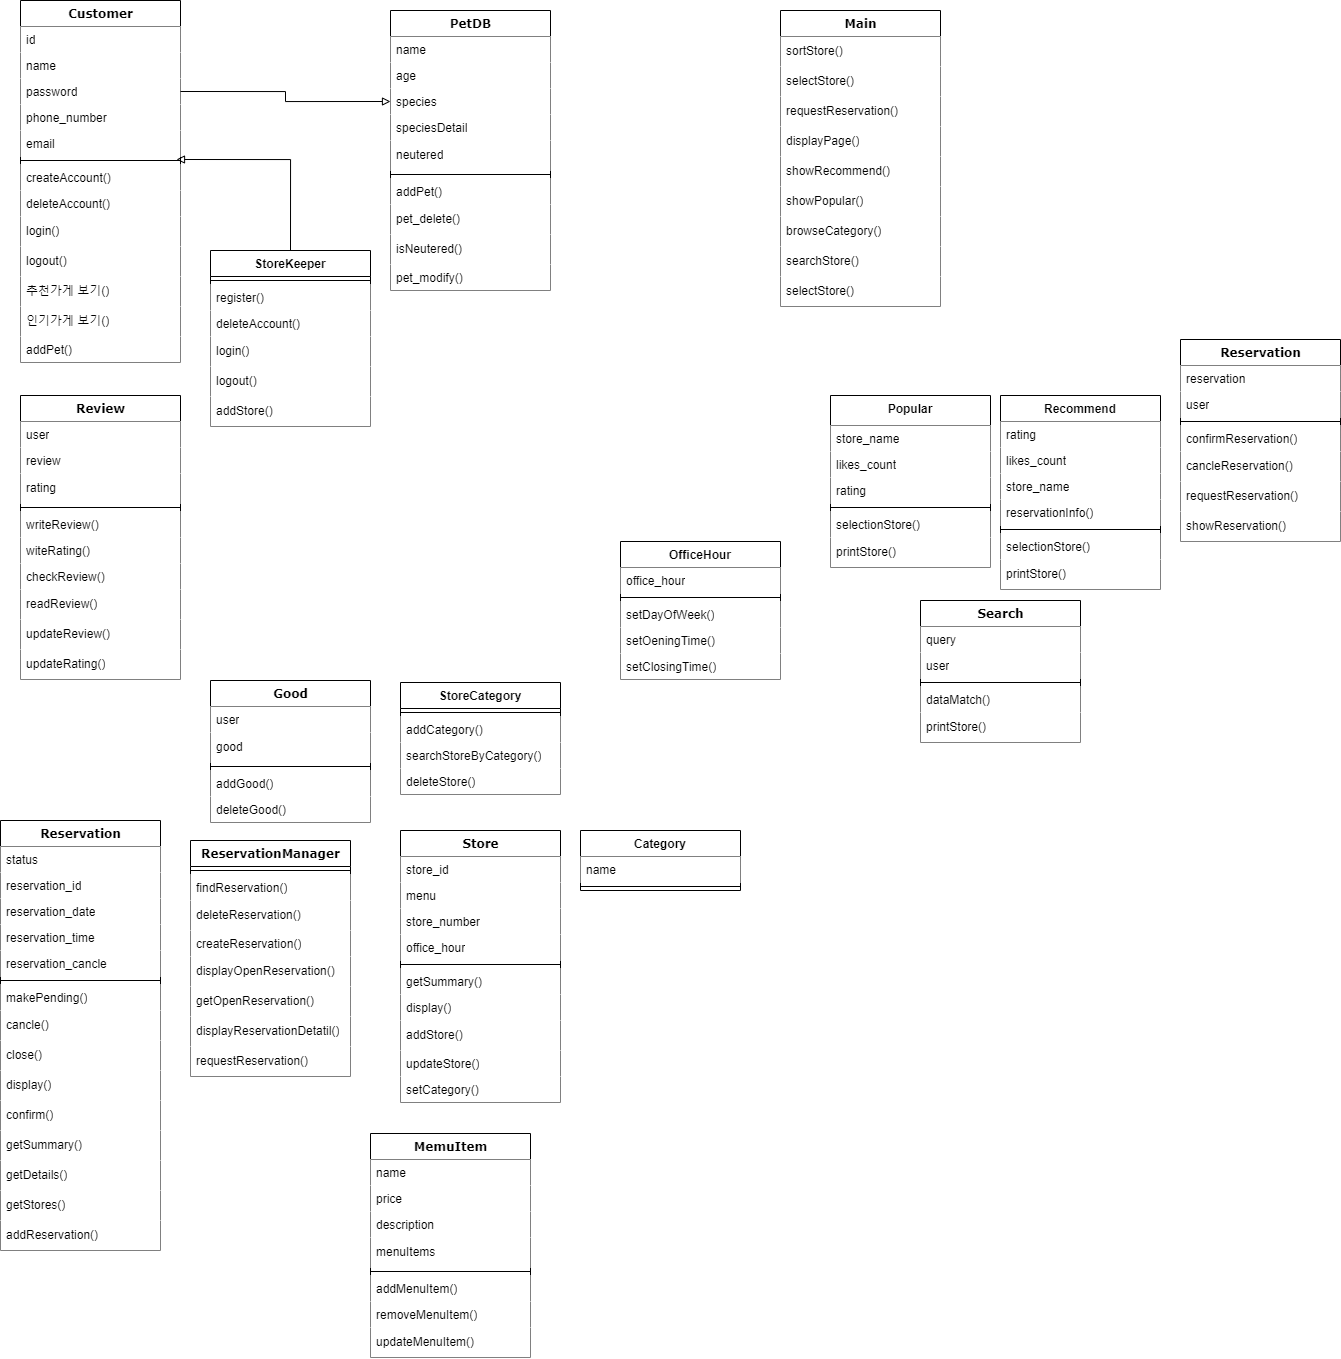 Customer
id
name
password
phone_number
email
createAccount()
deleteAccount()
login()
logout()
추천가게 보기()
인기가게 보기()
addPet()
PetDB
name
age
species
speciesDetail
neutered
addPet()
pet_delete()
isNeutered()
pet_modify()
Main
sortStore()
selectStore()
requestReservation()
displayPage()
showRecommend()
showPopular()
browseCategory()
searchStore()
selectStore()
StoreKeeper
register()
deleteAccount()
login()
logout()
addStore()
Reservation
reservation
user
confirmReservation()
cancleReservation()
requestReservation()
showReservation()
Review
user
review
rating
writeReview()
witeRating()
checkReview()
readReview()
updateReview()
updateRating()
Popular
store_name
likes_count
rating
selectionStore()
printStore()
Recommend
rating
likes_count
store_name
reservationInfo()
selectionStore()
printStore()
OfficeHour
office_hour
setDayOfWeek()
setOeningTime()
setClosingTime()
Search
query
user
dataMatch()
printStore()
Good
user
good
addGood()
deleteGood()
StoreCategory
addCategory()
searchStoreByCategory()
deleteStore()
Reservation
status
reservation_id
reservation_date
reservation_time
reservation_cancle
makePending()
cancle()
close()
display()
confirm()
getSummary()
getDetails()
getStores()
addReservation()
ReservationManager
findReservation()
deleteReservation()
createReservation()
displayOpenReservation()
getOpenReservation()
displayReservationDetatil()
requestReservation()
Store
store_id
menu
store_number
office_hour
getSummary()
display()
addStore()
updateStore()
setCategory()
Category
name
MemuItem
name
price
description
menuItems
addMenuItem()
removeMenuItem()
updateMenuItem()